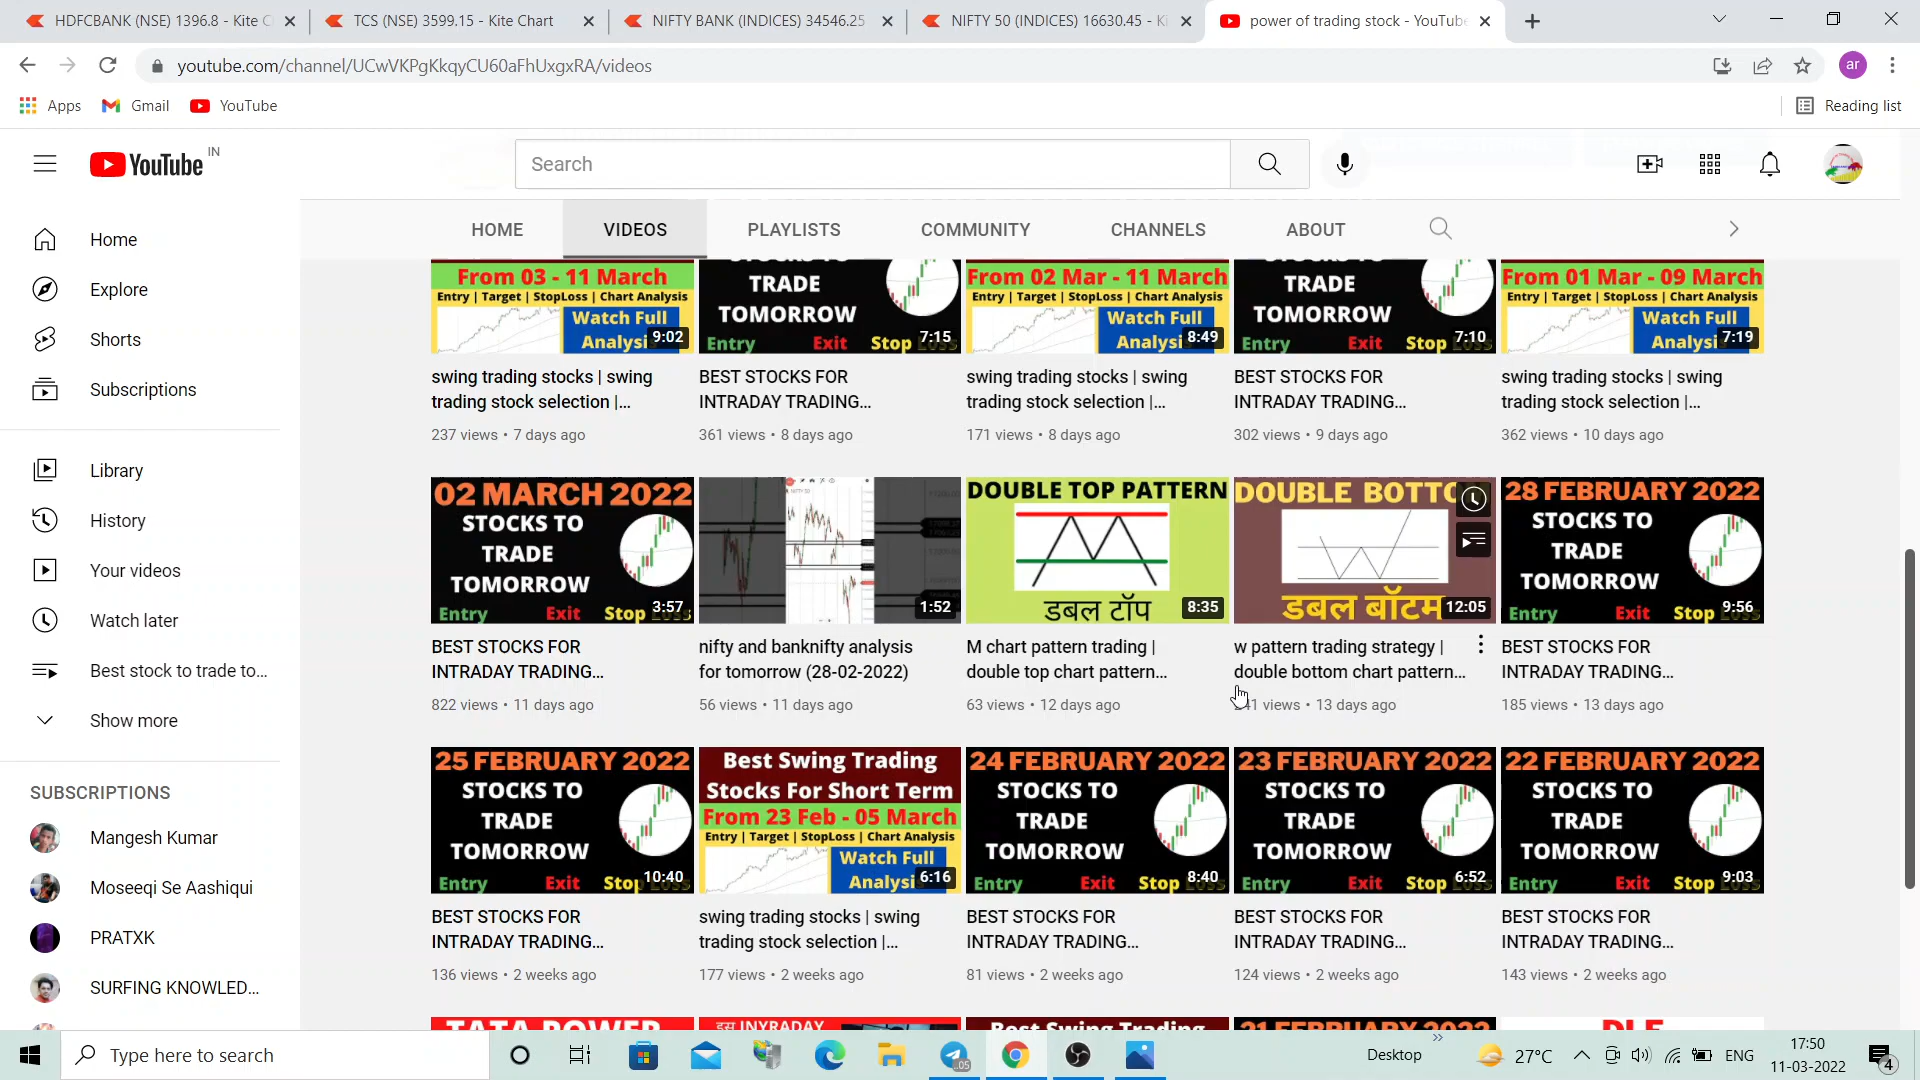 HDFCBANK (NSE) 1396.8 - Kite C
TCS (NSE) 3599.15 - Kite Chart
NIFTY BANK (INDICES) 34546.25
NIFTY 50 (INDICES) 16630.45 - Ki
power of trading stock - YouTube
youtube.com/channel/UCwVKPgKkqyCU60aFhUxgxRA/videos
ar
Apps
Gmail
YouTube
Reading list
YouTube IN
Search
Home
Explore
Shorts
Subscriptions
Library
History
Your videos
Watch later
Best stock to trade to...
Show more
SUBSCRIPTIONS
Mangesh Kumar
Moseeqi Se Aashiqui
PRATXK
SURFING KNOWLED...
HOME
VIDEOS
PLAYLISTS
COMMUNITY
CHANNELS
ABOUT
From 03 - 11 March
Entry | Target | StopLoss | Chart Analysis
Watch Full
Analysi
9:02
swing trading stocks | swing
trading stock selection |...
237 views • 7 days ago
TRADE
TOMORROW
Entry Exit Stop
7:15
BEST STOCKS FOR
INTRADAY TRADING...
361 views • 8 days ago
From 02 Mar - 11 March
Entry | Target | StopLoss | Chart Analysis
Watch Full
Analysi
8:49
swing trading stocks | swing
trading stock selection |...
171 views • 8 days ago
TRADE
TOMORROW
Entry Exit Stop
7:10
BEST STOCKS FOR
INTRADAY TRADING...
302 views • 9 days ago
From 01 Mar - 09 March
Entry | Target | StopLoss | Chart Analysis
Watch Full
Analysi
7:19
swing trading stocks | swing
trading stock selection |...
362 views • 10 days ago
02 MARCH 2022
STOCKS TO
TRADE
TOMORROW
Entry Exit Stop
3:57
BEST STOCKS FOR
INTRADAY TRADING...
822 views • 11 days ago
1:52
nifty and banknifty analysis
for tomorrow (28-02-2022)
56 views • 11 days ago
DOUBLE TOP PATTERN
डबल टॉप
8:35
M chart pattern trading |
double top chart pattern...
63 views • 12 days ago
DOUBLE BOTTO
डबल बॉटम
12:05
w pattern trading strategy |
double bottom chart pattern...
views • 13 days ago
28 FEBRUARY 2022
STOCKS TO
TRADE
TOMORROW
Entry Exit Stop Loss
9:56
BEST STOCKS FOR
INTRADAY TRADING...
185 views • 13 days ago
25 FEBRUARY 2022
STOCKS TO
TRADE
TOMORROW
Entry Exit Stop
10:40
BEST STOCKS FOR
INTRADAY TRADING...
136 views • 2 weeks ago
Best Swing Trading
Stocks For Short Term
From 23 Feb - 05 March
Entry | Target | StopLoss | Chart Analysis
Watch Full
Analysi
6:16
swing trading stocks | swing
trading stock selection |...
177 views • 2 weeks ago
24 FEBRUARY 2022
STOCKS TO
TRADE
TOMORROW
Entry Exit Stop
8:40
BEST STOCKS FOR
INTRADAY TRADING...
81 views • 2 weeks ago
23 FEBRUARY 2022
STOCKS TO
TRADE
TOMORROW
Entry Exit Stop Loss
6:52
BEST STOCKS FOR
INTRADAY TRADING...
124 views • 2 weeks ago
22 FEBRUARY 2022
STOCKS TO
TRADE
TOMORROW
Entry Exit Stop Loss
9:03
BEST STOCKS FOR
INTRADAY TRADING...
143 views • 2 weeks ago
TATA POWER
इस INYRADAY
Best Swing Trading
21 FEBRUARY 2022
DLF
Type here to search
05
Desktop
27°C
ENG
17:50
11-03-2022
4